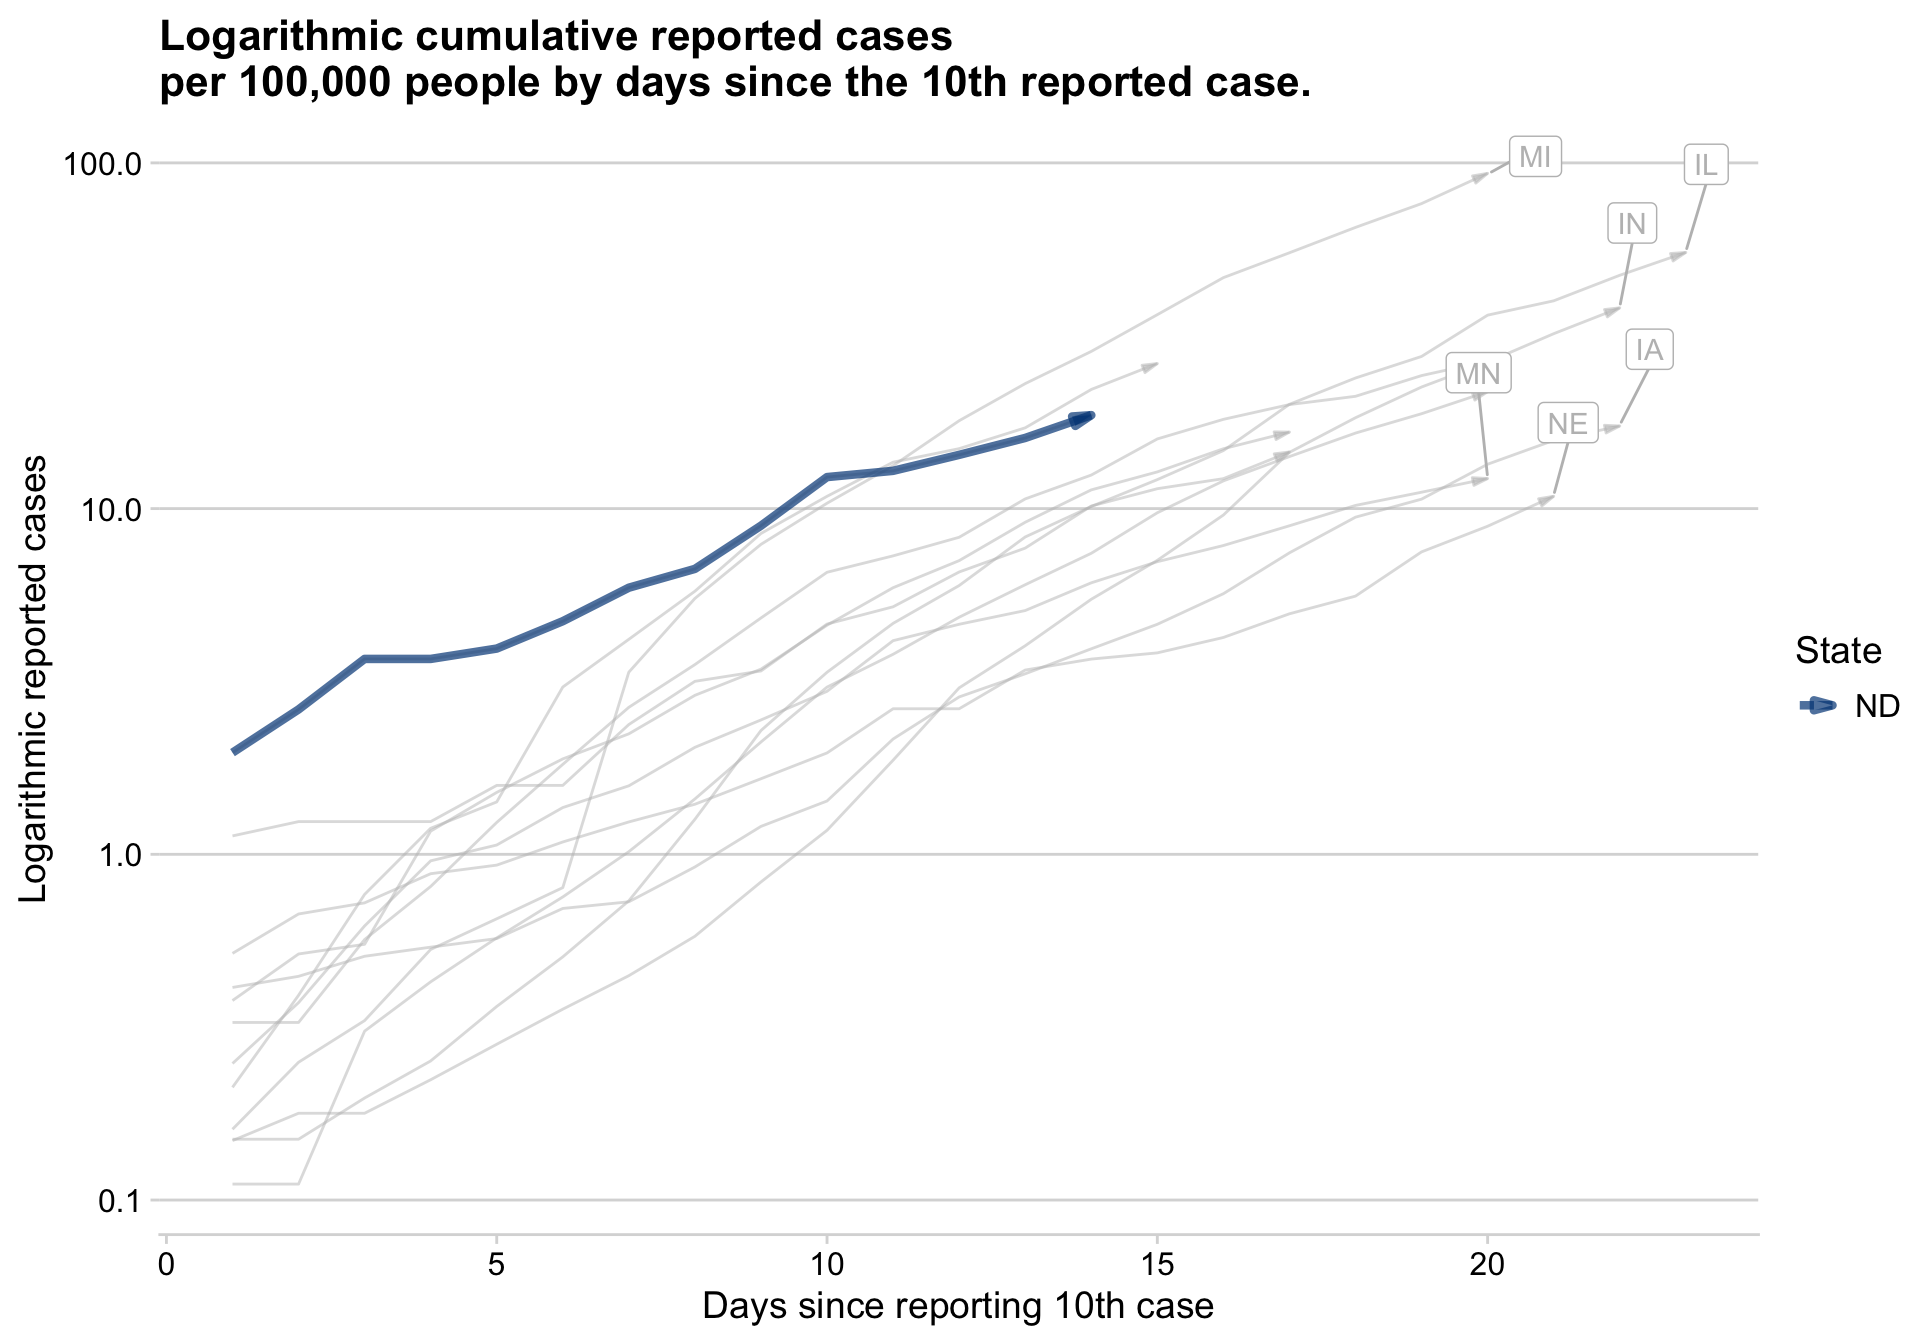 Logarithmic cumulative reported cases
per 100,000 people by days since the 10th reported case.
Logarithmic reported cases
100.0
10.0
1.0
0.1
MI
IL
IN
IA
MN
NE
State
ND
0
5
10
15
20
Days since reporting 10th case